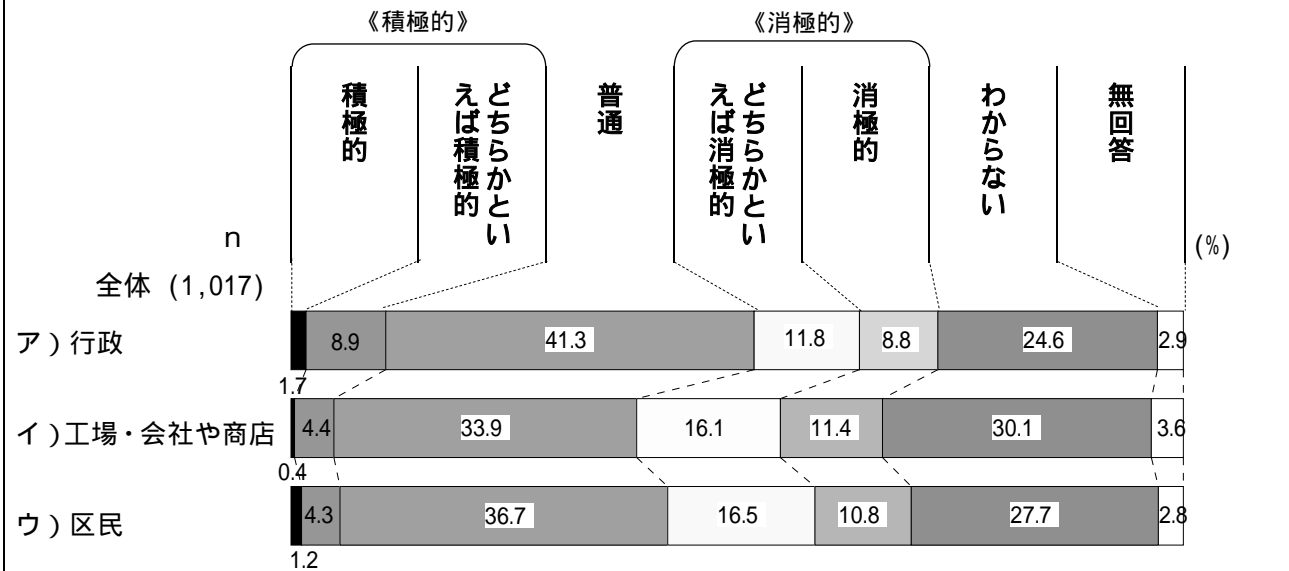 《積極的》 《消極的》
積極的
どちらかとい
えば積極的
普通
どちらかとい
えば消極的
消極的
わからない
無回答
n
(%)
全体 (1,017)
ア)行政 8.9 41.3 11.8 8.8 24.6 2.9
1.7
イ)工場・会社や商店 4.4 33.9 16.1 11.4 30.1 3.6
0.4
ウ)区民 4.3 36.7 16.5 10.8 27.7 2.8
1.2